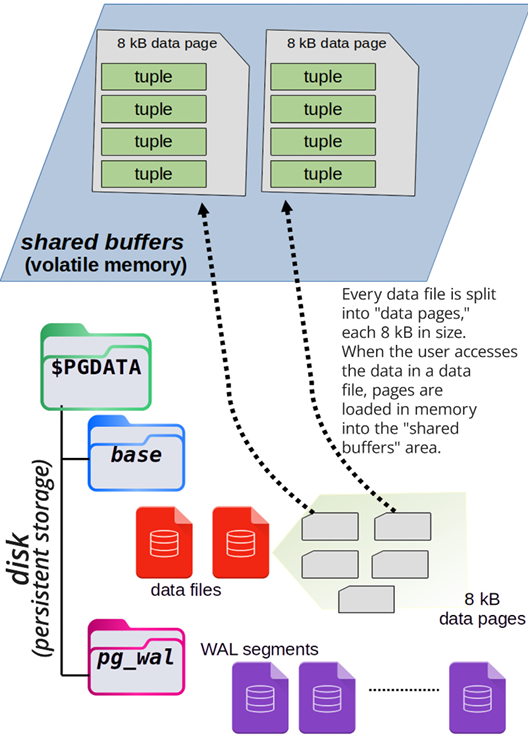 8 kB data page
8 kB data page
tuple
tuple
tuple
tuple
tuple
tuple
tuple
tuple
shared buffers
(volatile memory)
Every data file is split
into "data pages,"
each 8 kB in size.
When the user accesses
the data in a data
file, pages are
loaded in memory
into the "shared
buffers" area.
$PGDATA
base
disk
(persistent storage)
data files
8 kB
data pages
pg_wal
WAL segments